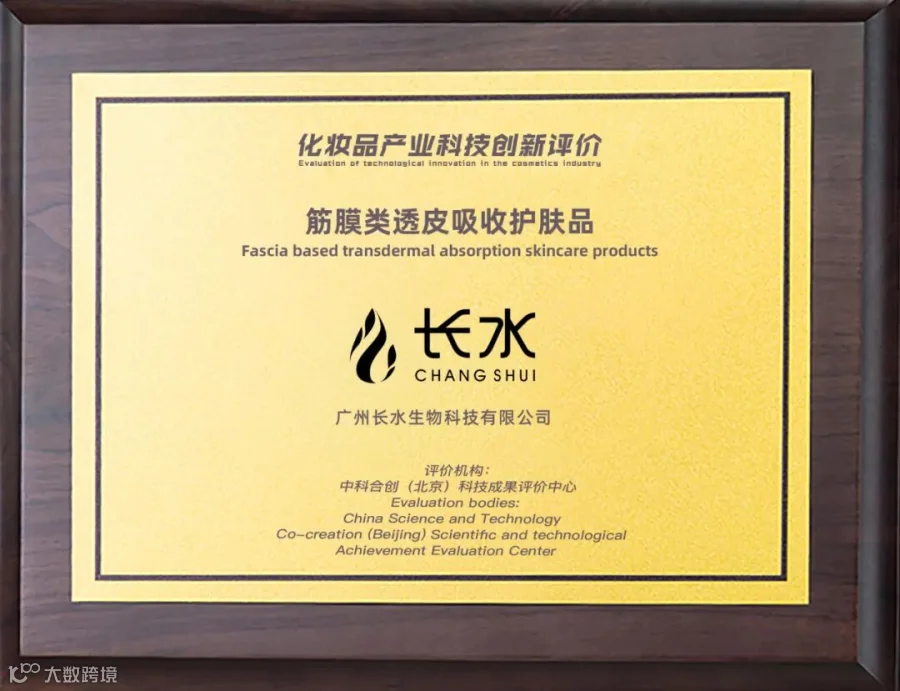 化妆品产业科技创新评价
Evaluation of technological innovation in the cosmetics industry
筋膜类透皮吸收护肤品
Fascia based transdermal absorption skincare products
长水
CHANG SHUI
广州长水生物科技有限公司
评价机构：
中科合创（北京）科技成果评价中心
Evaluation bodies:
China Science and Technology
Co-creation (Beijing) Scientific and technological
Achievement Evaluation Center
大数跨境